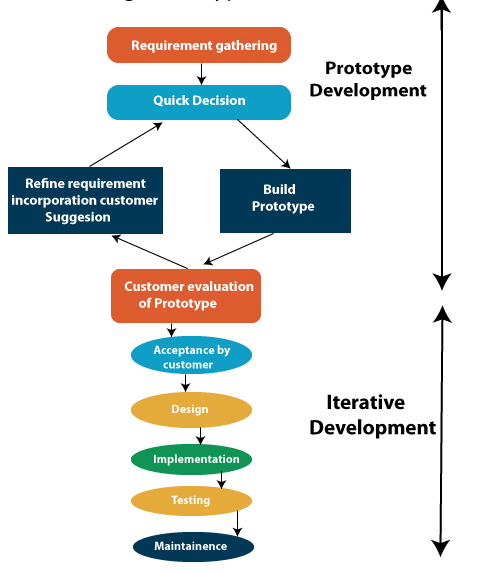 Requirement gathering
Quick Decision
Prototype
Development
Refine requirement
incorporation customer
Suggesion
Build
Prototype
Customer evaluation
of Prototype
Acceptance by
customer
Design
Implementation
Testing
Maintainence
Iterative
Development